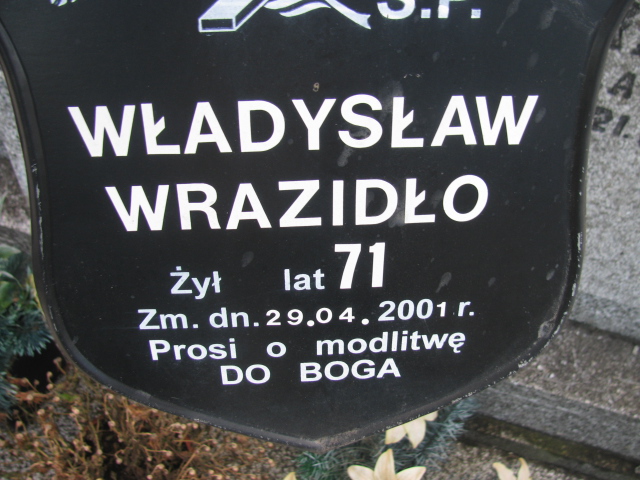 Ś.P.
WŁADYSŁAW
WRAZIDŁO
Żył lat 71
Zm. dn. 29.04.2001 r.
Prosi o modlitwę
DO BOGA